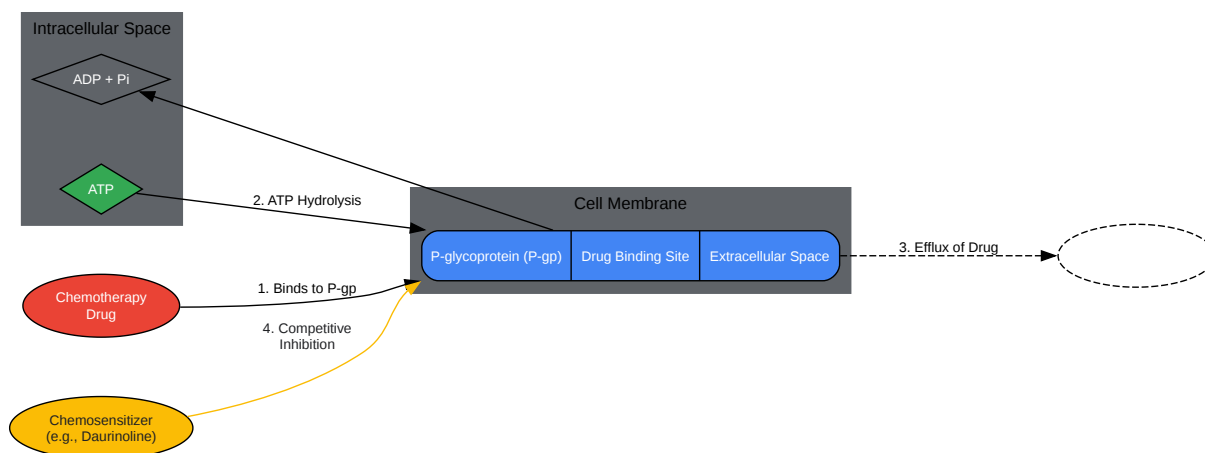 Intracellular Space
ADP + Pi
ATP
2. ATP Hydrolysis
Cell Membrane
P-glycoprotein (P-gp)
Drug Binding Site
Extracellular Space
3. Efflux of Drug
1. Binds to P-gp
Chemotherapy
Drug
4. Competitive
Inhibition
Chemosensitizer
(e.g., Daurinoline)